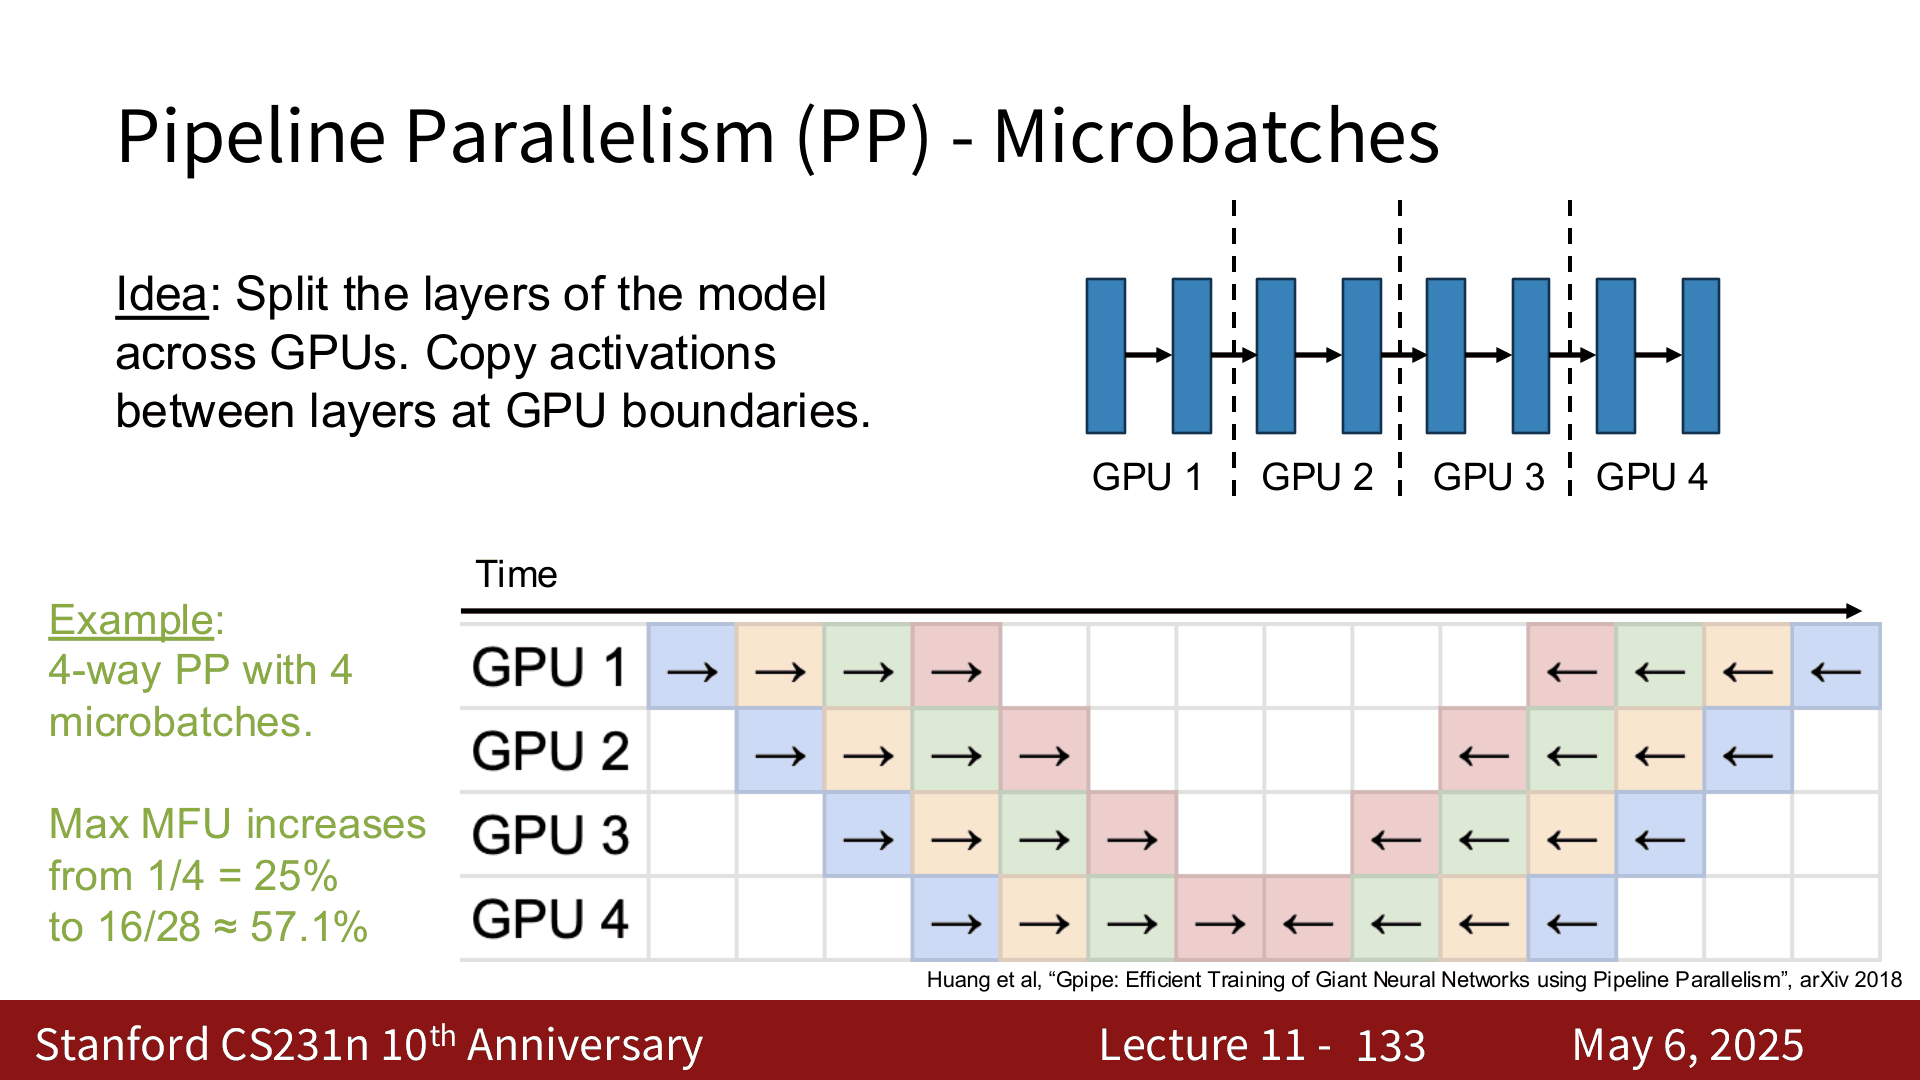 Pipeline Parallelism (PP) - Microbatches
Idea: Split the layers of the model
across GPUs. Copy activations
between layers at GPU boundaries.
GPU 1
GPU 2
GPU 3
GPU 4
Time
Example:
4-way PP with 4
microbatches.
Max MFU increases
from 1/4 = 25%
to 16/28 ≈ 57.1%
GPU 1 → → → → ← ← ← ←
GPU 2 → → → → ← ← ← ←
GPU 3 → → → → ← ← ← ←
GPU 4 → → → → ← ← ← ←
Huang et al, “Gpipe: Efficient Training of Giant Neural Networks using Pipeline Parallelism”, arXiv 2018
Stanford CS231n 10th Anniversary
Lecture 11 - 133
May 6, 2025